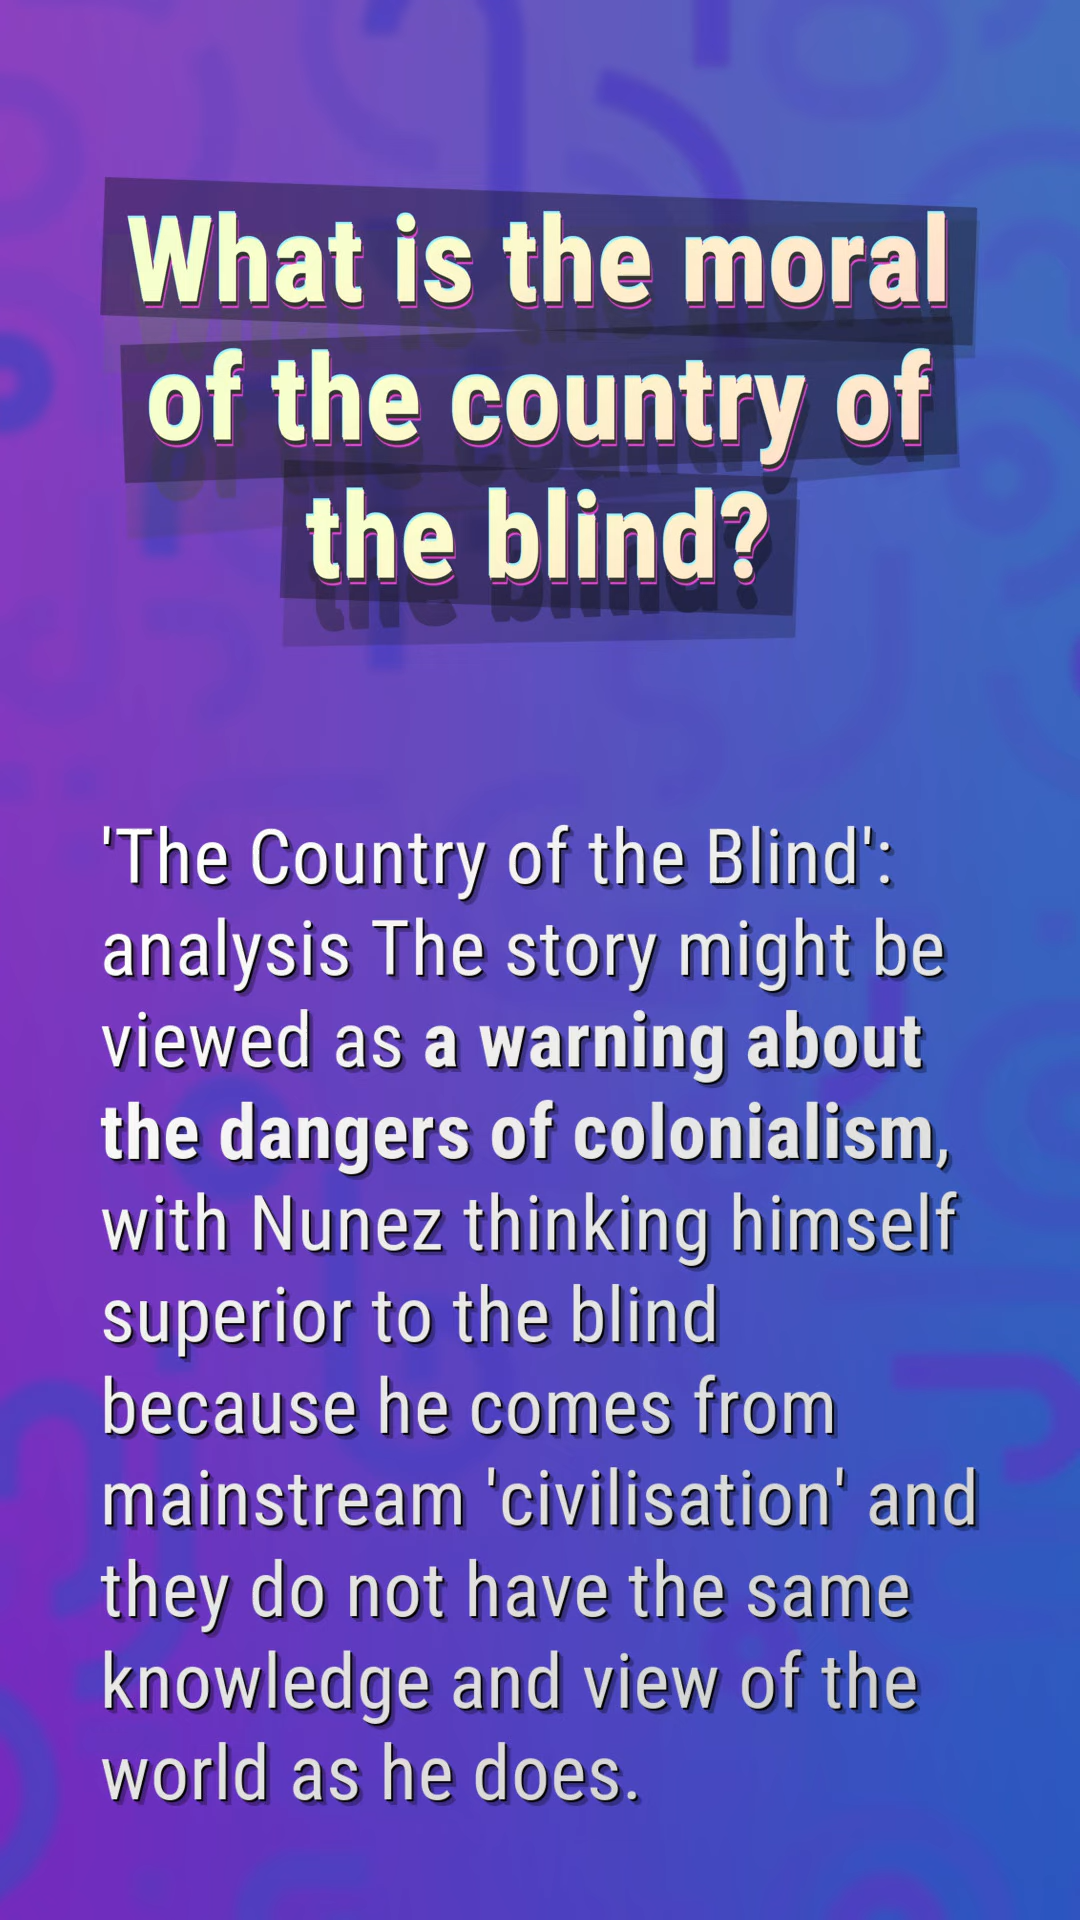 What is the moral
of the country of
the blind?
'The Country of the Blind':
analysis The story might be
viewed as a warning about
the dangers of colonialism,
with Nunez thinking himself
superior to the blind
because he comes from
mainstream 'civilisation' and
they do not have the same
knowledge and view of the
world as he does.